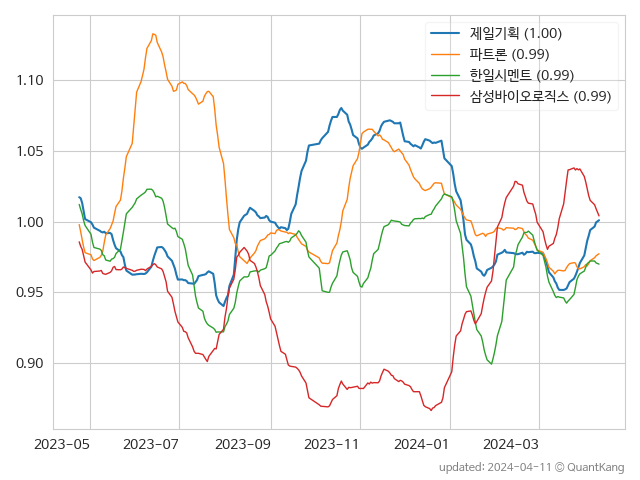 제일기획 (1.00)
파트론 (0.99)
한일시멘트 (0.99)
삼성바이오로직스 (0.99)
1.10
1.05
1.00
0.95
0.90
2023-05 2023-07 2023-09 2023-11 2024-01 2024-03
updated: 2024-04-11 © QuantKang